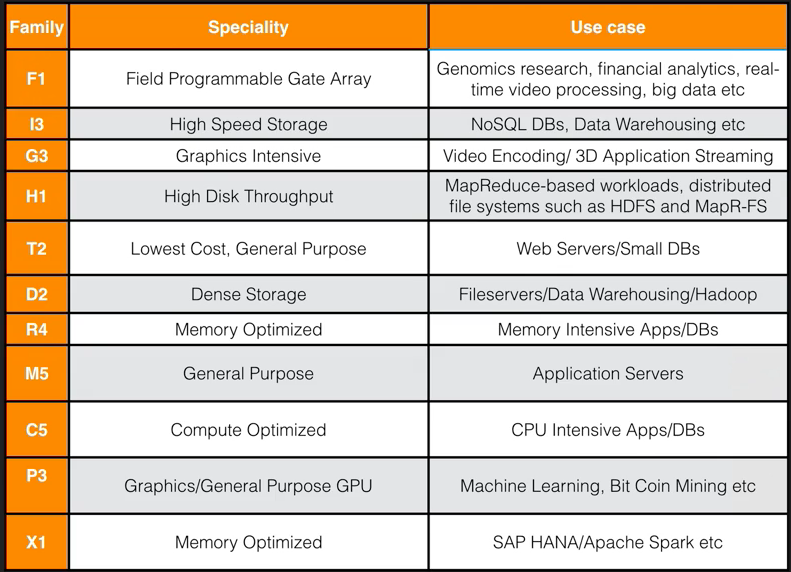 Family Speciality Use case
F1 Field Programmable Gate Array Genomics research, financial analytics, real-
time video processing, big data etc
I3 High Speed Storage NoSQL DBs, Data Warehousing etc
G3 Graphics Intensive Video Encoding/ 3D Application Streaming
H1 High Disk Throughput MapReduce-based workloads, distributed
file systems such as HDFS and MapR-FS
T2 Lowest Cost, General Purpose Web Servers/Small DBs
D2 Dense Storage Fileservers/Data Warehousing/Hadoop
R4 Memory Optimized Memory Intensive Apps/DBs
M5 General Purpose Application Servers
C5 Compute Optimized CPU Intensive Apps/DBs
P3 Graphics/General Purpose GPU Machine Learning, Bit Coin Mining etc
X1 Memory Optimized SAP HANA/Apache Spark etc